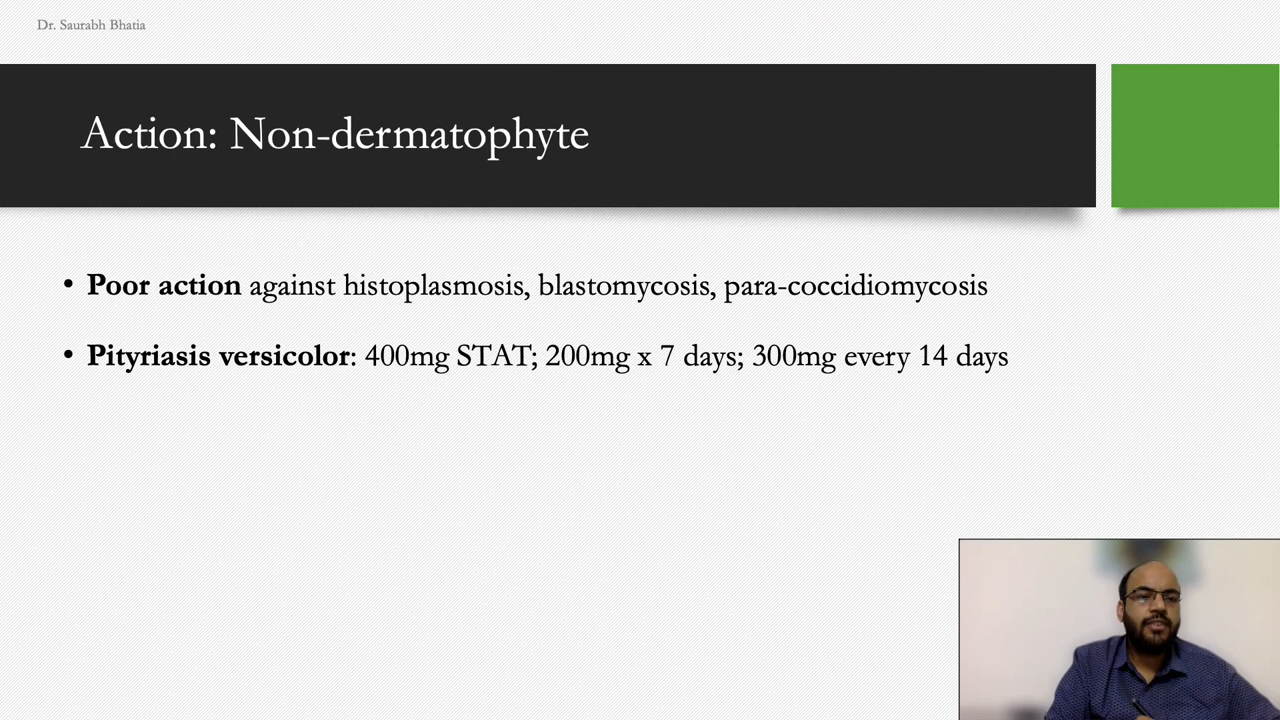 Dr. Saurabh Bhatia
Action: Non-dermatophyte
• Poor action against histoplasmosis, blastomycosis, para-coccidiomycosis
• Pityriasis versicolor: 400mg STAT; 200mg x 7 days; 300mg every 14 days